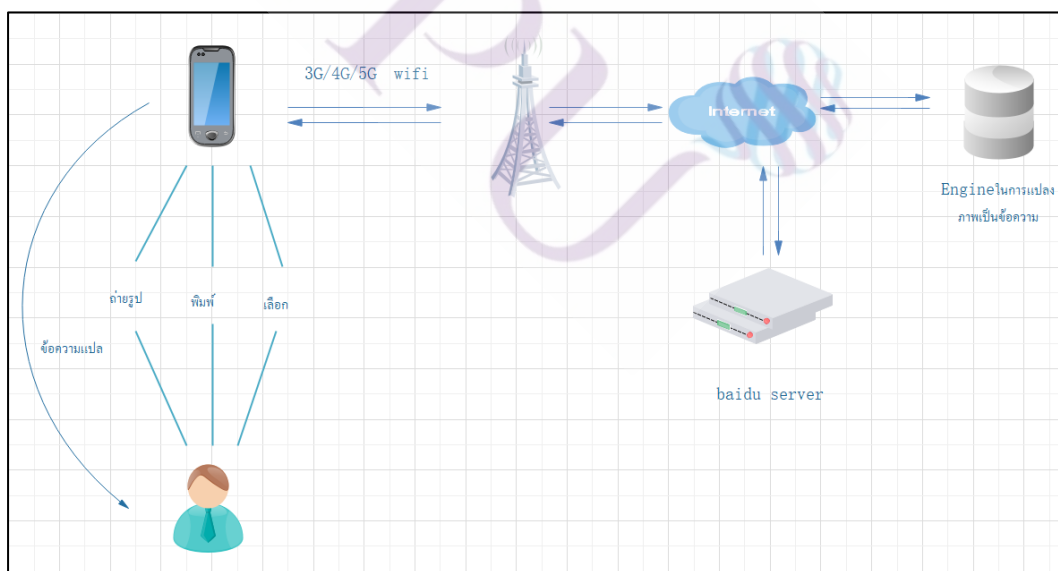 3G/4G/5G wifi
Internet
Engineในการแปลง
ภาพเป็นข้อความ
ถ่ายรูป
พิมพ์
เลือก
ข้อความแปล
baidu server